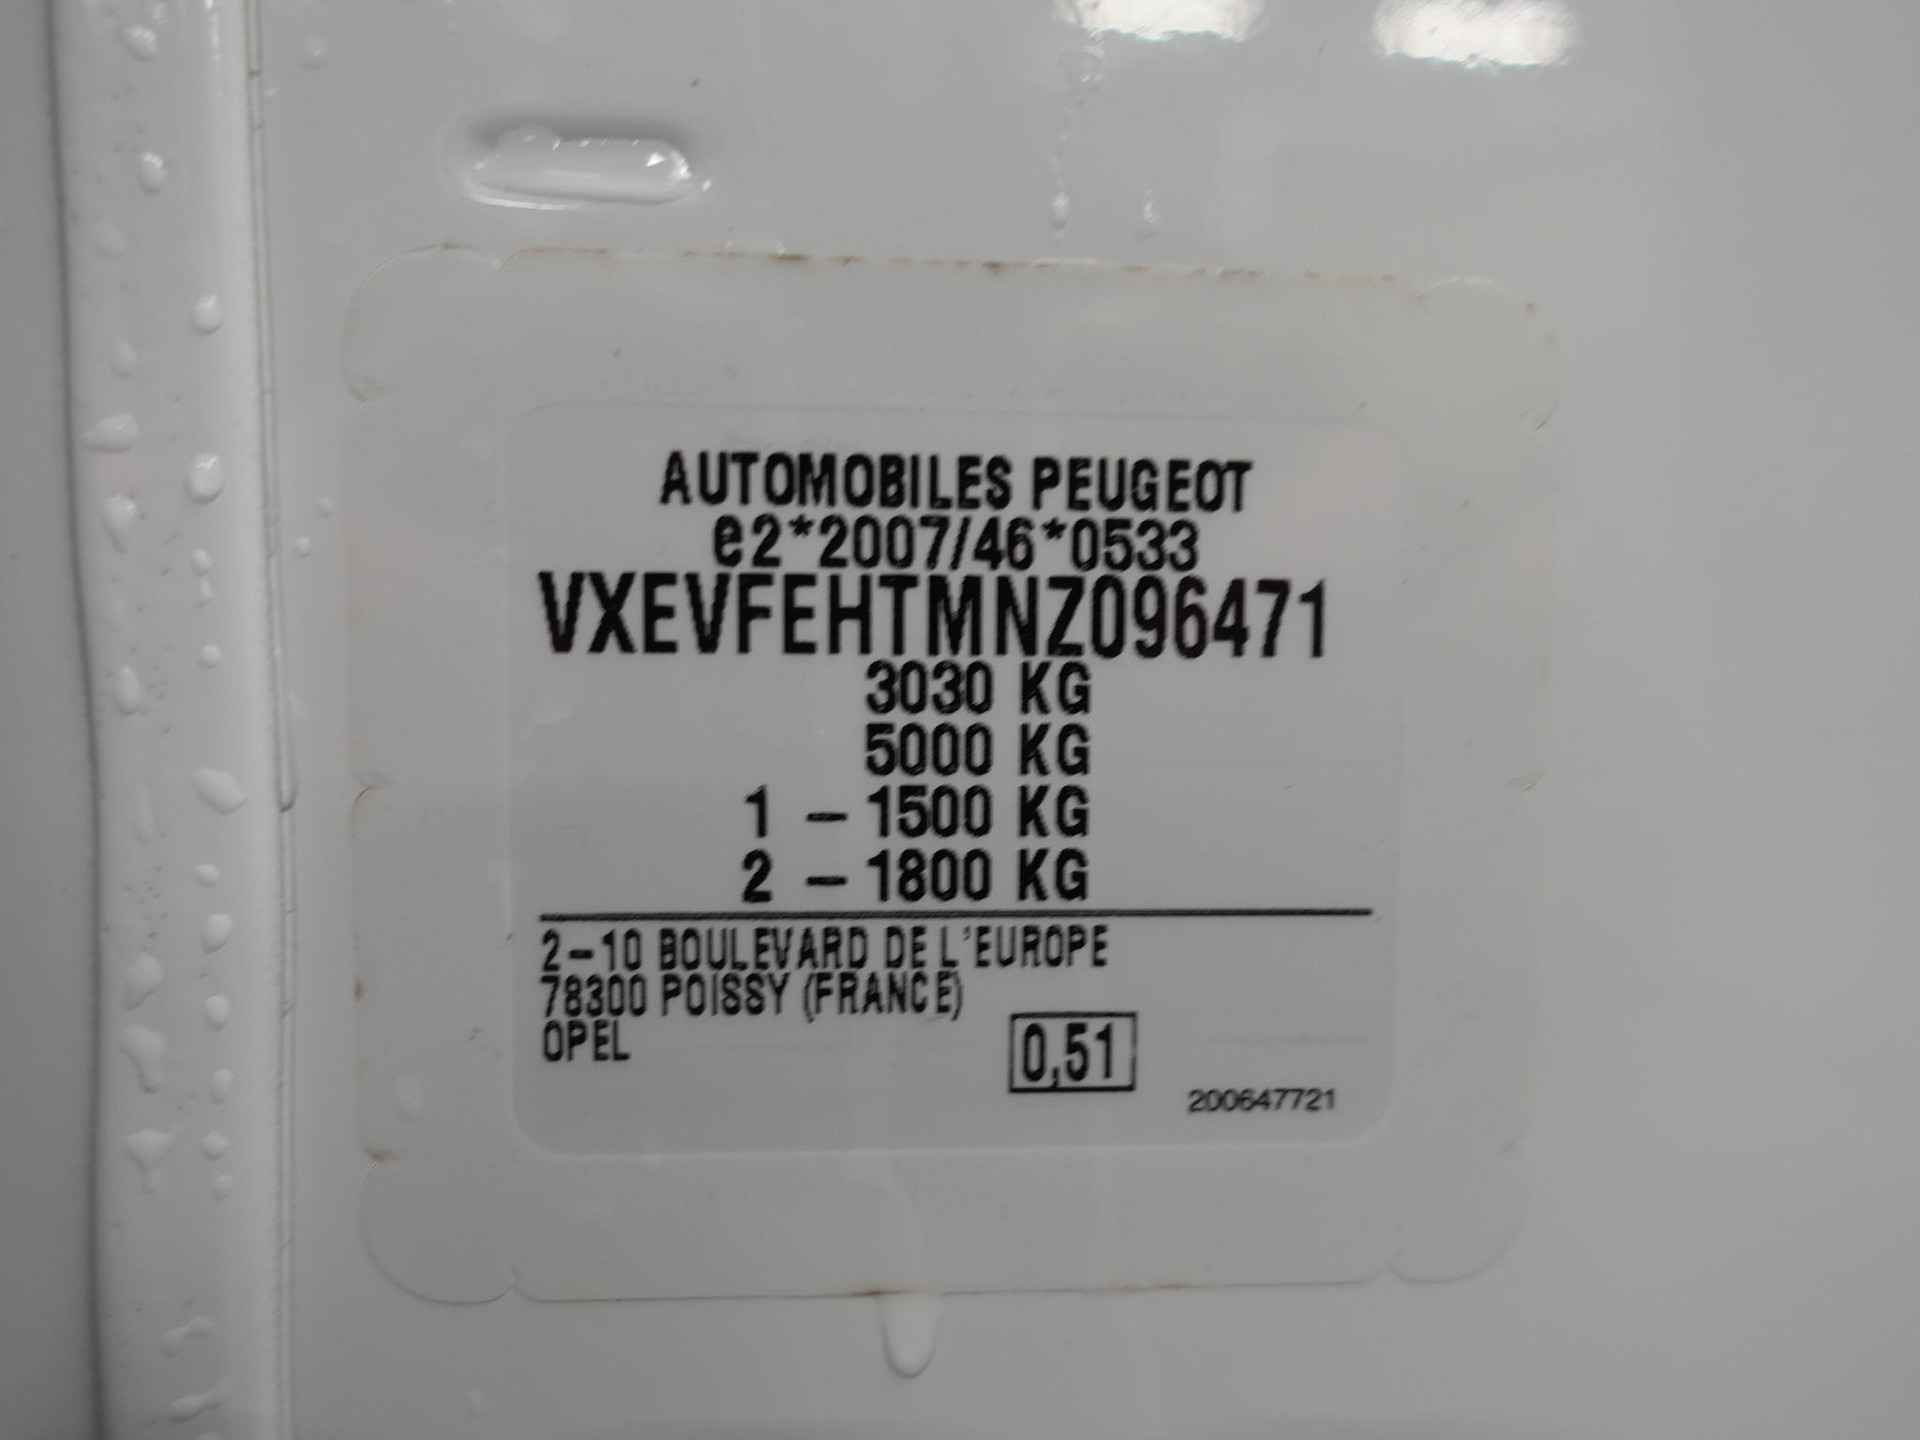 AUTOMOBILES PEUGEOT
e2*2007/46*0533
VXEVFEHTMNZ096471
3030 KG
5000 KG
1 – 1500 KG
2 – 1800 KG
2–10 BOULEVARD DE L'EUROPE
78300 POISSY (FRANCE)
OPEL
0,51
200647721